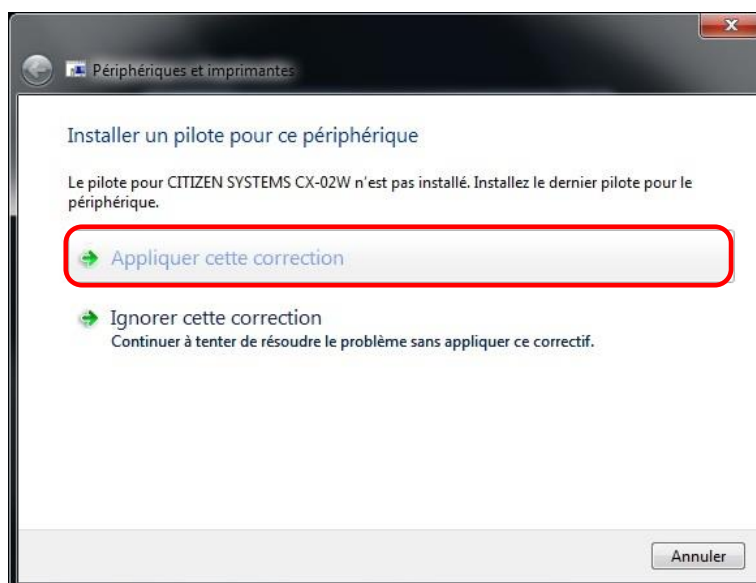 Périphériques et imprimantes
Installer un pilote pour ce périphérique
Le pilote pour CITIZEN SYSTEMS CX-02W n'est pas installé. Installez le dernier pilote pour le
périphérique.
Appliquer cette correction
Ignorer cette correction
Continuer à tenter de résoudre le problème sans appliquer ce correctif.
Annuler